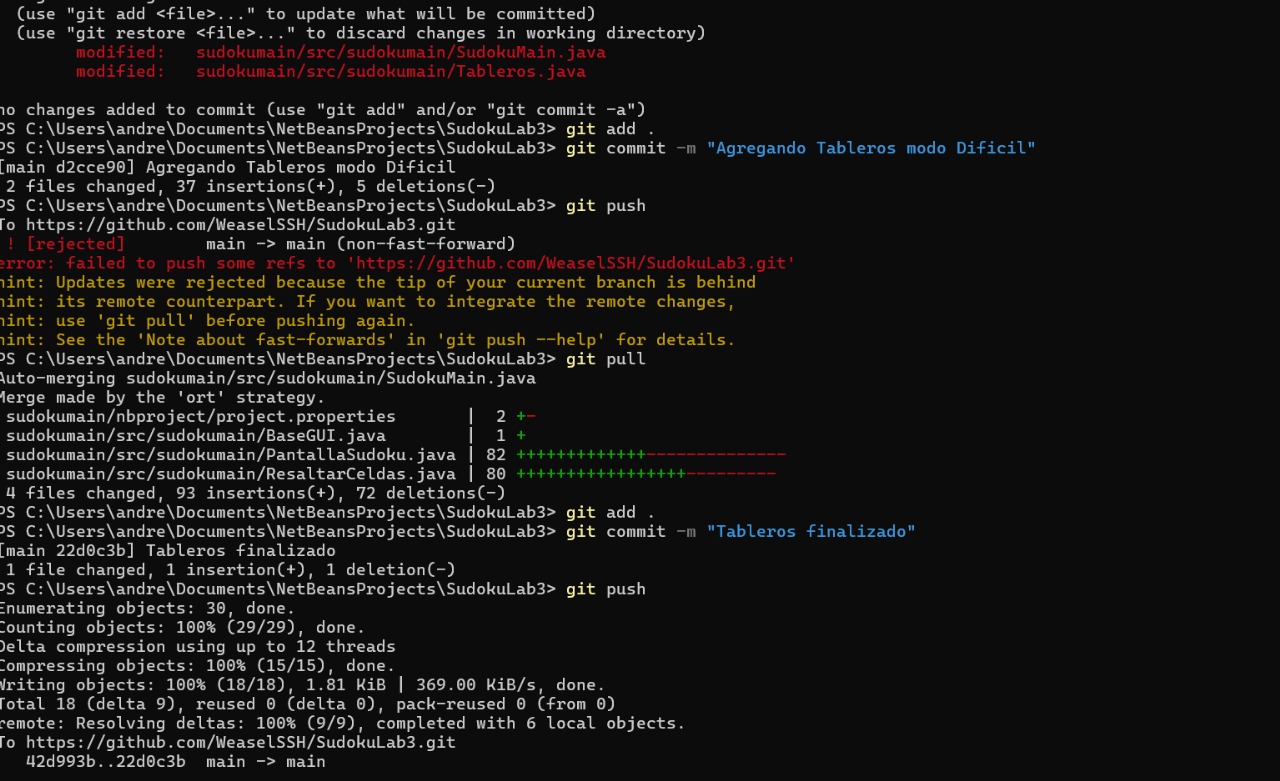 (use "git add <file>..." to update what will be committed)
(use "git restore <file>..." to discard changes in working directory)
modified:   sudokumain/src/sudokumain/SudokuMain.java
modified:   sudokumain/src/sudokumain/Tableros.java
no changes added to commit (use "git add" and/or "git commit -a")
PS C:\Users\andre\Documents\NetBeansProjects\SudokuLab3> git add .
PS C:\Users\andre\Documents\NetBeansProjects\SudokuLab3> git commit -m "Agregando Tableros modo Dificil"
[main d2cce90] Agregando Tableros modo Dificil
2 files changed, 37 insertions(+), 5 deletions(-)
PS C:\Users\andre\Documents\NetBeansProjects\SudokuLab3> git push
To https://github.com/WeaselSSH/SudokuLab3.git
! [rejected]        main -> main (non-fast-forward)
error: failed to push some refs to 'https://github.com/WeaselSSH/SudokuLab3.git'
hint: Updates were rejected because the tip of your current branch is behind
hint: its remote counterpart. If you want to integrate the remote changes,
hint: use 'git pull' before pushing again.
hint: See the 'Note about fast-forwards' in 'git push --help' for details.
PS C:\Users\andre\Documents\NetBeansProjects\SudokuLab3> git pull
Auto-merging sudokumain/src/sudokumain/SudokuMain.java
Merge made by the 'ort' strategy.
sudokumain/nbproject/project.properties       |  2 +-
sudokumain/src/sudokumain/BaseGUI.java        |  1 +
sudokumain/src/sudokumain/PantallaSudoku.java | 82 +++++++++++++--------------
sudokumain/src/sudokumain/ResaltarCeldas.java | 80 +++++++++++++++++---------
4 files changed, 93 insertions(+), 72 deletions(-)
PS C:\Users\andre\Documents\NetBeansProjects\SudokuLab3> git add .
PS C:\Users\andre\Documents\NetBeansProjects\SudokuLab3> git commit -m "Tableros finalizado"
[main 22d0c3b] Tableros finalizado
1 file changed, 1 insertion(+), 1 deletion(-)
PS C:\Users\andre\Documents\NetBeansProjects\SudokuLab3> git push
Enumerating objects: 30, done.
Counting objects: 100% (29/29), done.
Delta compression using up to 12 threads
Compressing objects: 100% (15/15), done.
Writing objects: 100% (18/18), 1.81 KiB | 369.00 KiB/s, done.
Total 18 (delta 9), reused 0 (delta 0), pack-reused 0 (from 0)
remote: Resolving deltas: 100% (9/9), completed with 6 local objects.
To https://github.com/WeaselSSH/SudokuLab3.git
42d993b..22d0c3b  main -> main